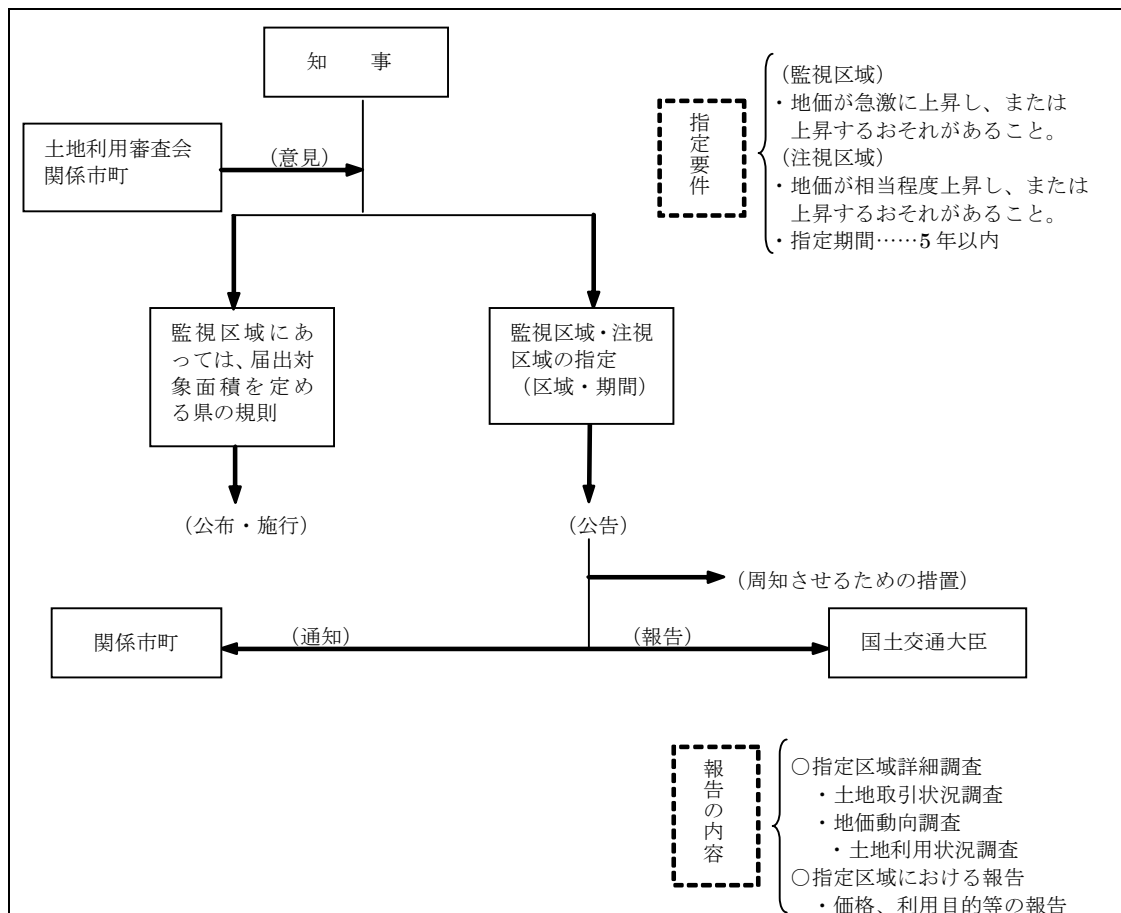 知　　事
土地利用審査会
関係市町
（意見）
指定要件
（監視区域）
・地価が急激に上昇し、または
上昇するおそれがあること。
（注視区域）
・地価が相当程度上昇し、または
上昇するおそれがあること。
・指定期間……5 年以内
監視区域にあ
っては、届出対
象面積を定め
る県の規則
監視区域・注視
区域の指定
（区域・期間）
（公布・施行）
（公告）
（周知させるための措置）
関係市町
（通知）
（報告）
国土交通大臣
報告の内容
○指定区域詳細調査
・土地取引状況調査
・地価動向調査
・土地利用状況調査
○指定区域における報告
・価格、利用目的等の報告